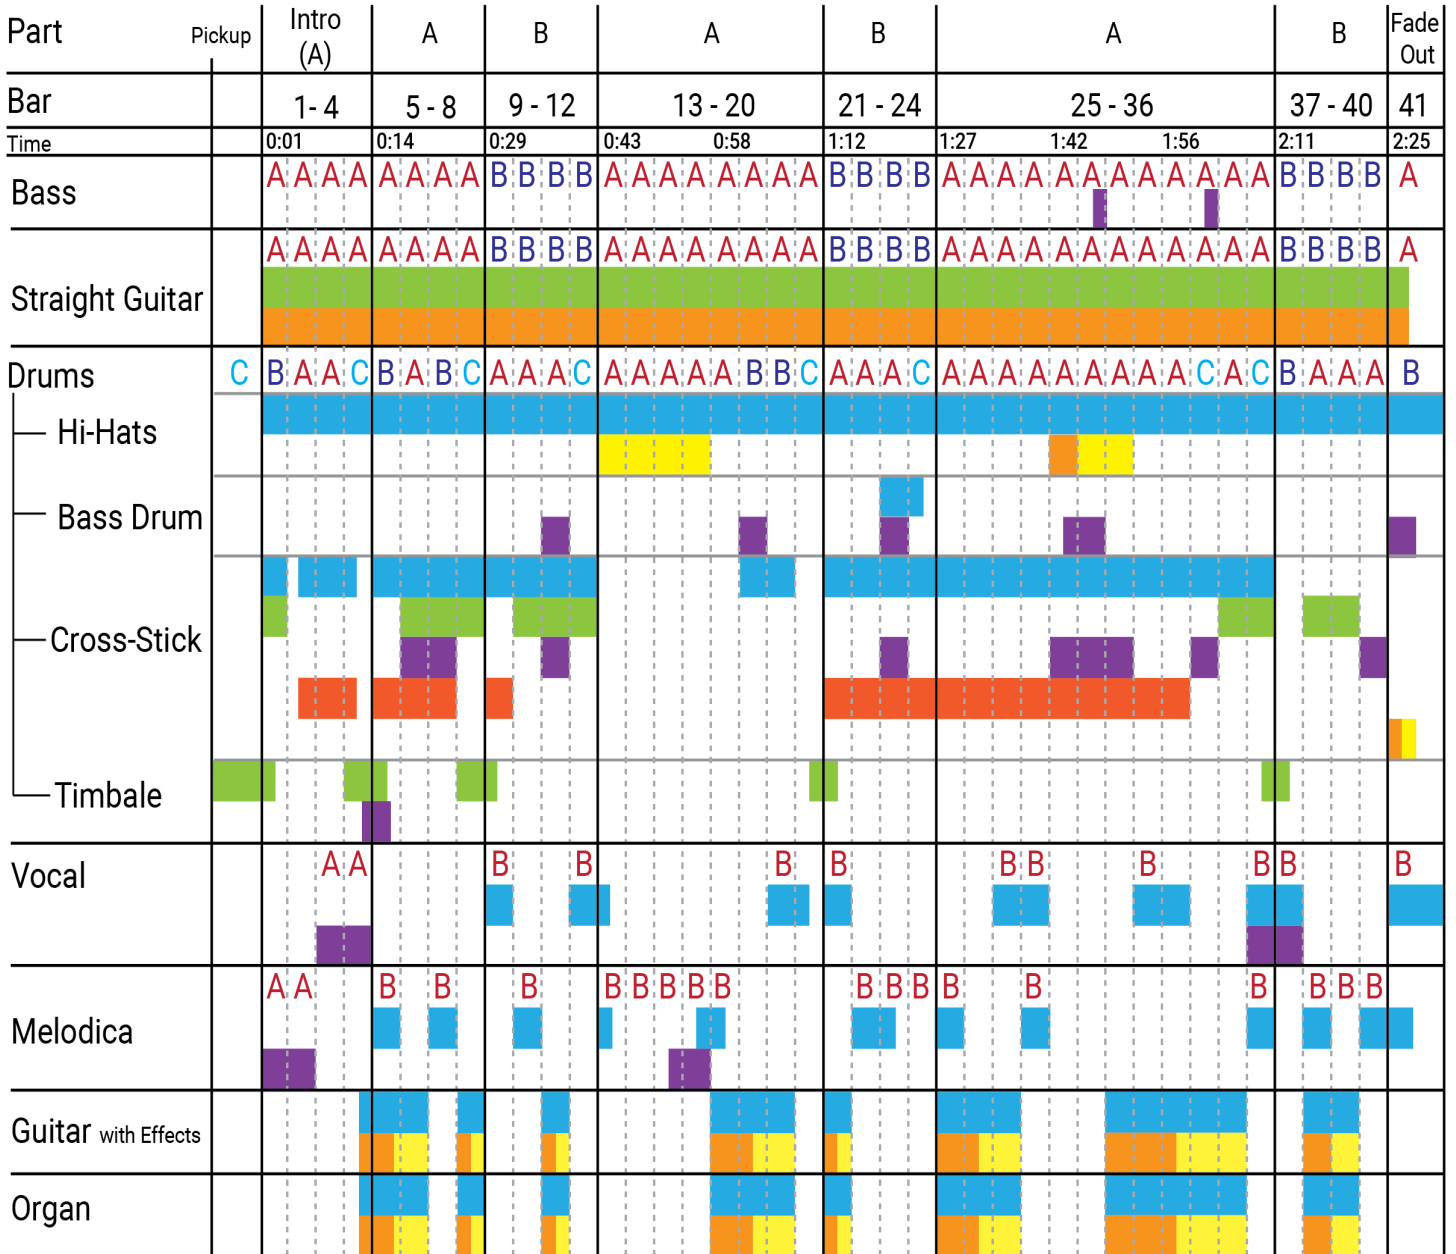 Part Pickup Intro (A) A B A B A B Fade Out
Bar 1- 4 5 - 8 9 - 12 13 - 20 21 - 24 25 - 36 37 - 40 41
Time 0:01 0:14 0:29 0:43 0:58 1:12 1:27 1:42 1:56 2:11 2:25
Bass A A A A A A A A B B B B A A A A A A A A B B B B A A A A A A A A A A A A B B B B A
Straight Guitar A A A A A A A A B B B B A A A A A A A A B B B B A A A A A A A A A A A A B B B B A
Drums C B A A C B A B C A A A C A A A A A B B C A A A C A A A A A A A A A C A C B A A A B
Hi-Hats
Bass Drum
Cross-Stick
Timbale
Vocal A A B B B B B B B B B B
Melodica A A B B B B B B B B B B B B B B B B
Guitar with Effects
Organ